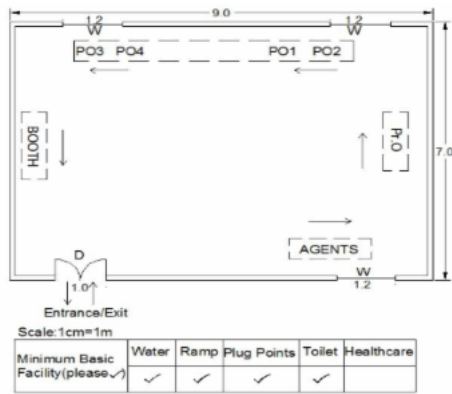 9.0
1.2 1.2
W W
PO3 PO4 PO1 PO2
BOOTH
Pr.O
7.0
AGENTS
D
W
1.0
1.2
Entrance/Exit
Scale:1cm=1m
Minimum Basic Facility(please✓) Water Ramp Plug Points Toilet Healthcare
✓ ✓ ✓ ✓